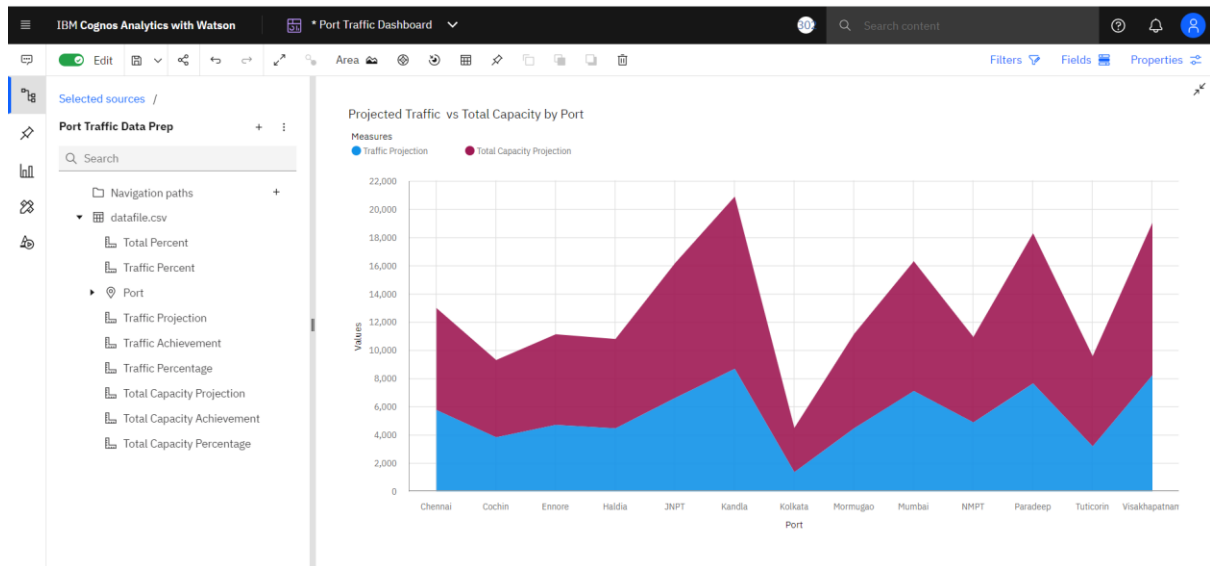 IBM Cognos Analytics with Watson
* Port Traffic Dashboard
30
Search content
Edit
Area
Filters
Fields
Properties
Selected sources /
Port Traffic Data Prep
Search
Navigation paths
datafile.csv
Total Percent
Traffic Percent
Port
Traffic Projection
Traffic Achievement
Traffic Percentage
Total Capacity Projection
Total Capacity Achievement
Total Capacity Percentage
Projected Traffic vs Total Capacity by Port
Measures
Traffic Projection Total Capacity Projection
22,000
20,000
18,000
16,000
14,000
12,000
10,000
8,000
6,000
4,000
2,000
0
Values
Chennai Cochin Ennore Haldia JNPT Kandla Kolkata Mormugao Mumbai NMPT Paradeep Tuticorin Visakhapatnam
Port